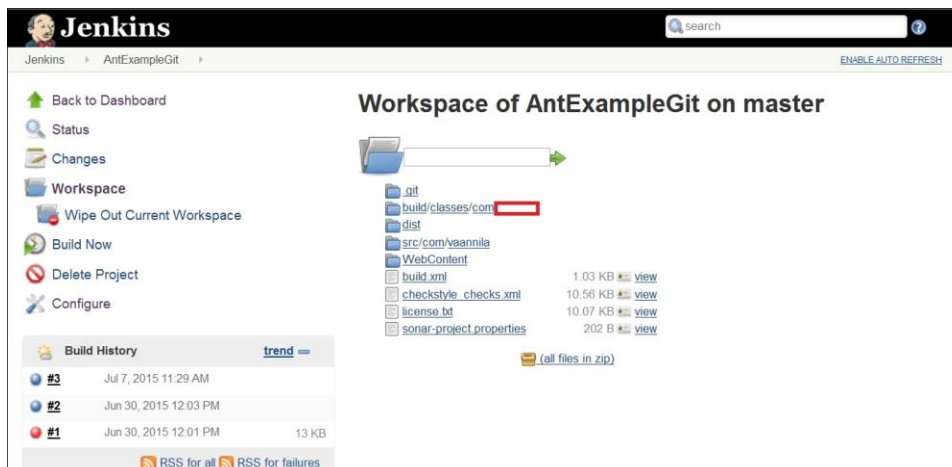 Jenkins
search
Jenkins AntExampleGit ENABLE AUTO REFRESH
Back to Dashboard
Status
Changes
Workspace
Wipe Out Current Workspace
Build Now
Delete Project
Configure
Build History trend
#3 Jul 7, 2015 11:29 AM
#2 Jun 30, 2015 12:03 PM
#1 Jun 30, 2015 12:01 PM 13 KB
RSS for all RSS for failures
Workspace of AntExampleGit on master
.git
build/classes/com
dist
src/com/vaannila
WebContent
build.xml 1.03 KB view
checkstyle_checks.xml 10.56 KB view
license.txt 10.07 KB view
sonar-project.properties 202 B view
(all files in zip)